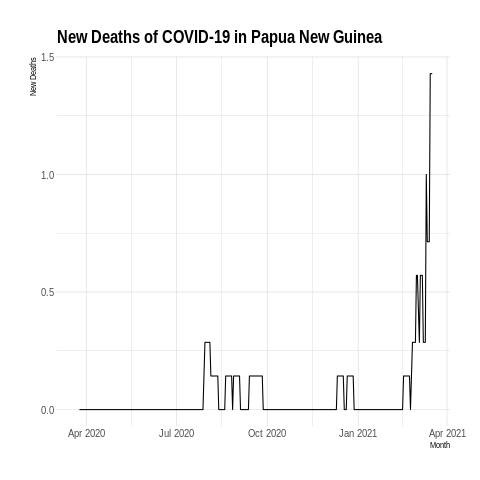 New Deaths of COVID-19 in Papua New Guinea
New Deaths
1.5
1.0
0.5
0.0
Apr 2020 Jul 2020 Oct 2020 Jan 2021 Apr 2021
Month